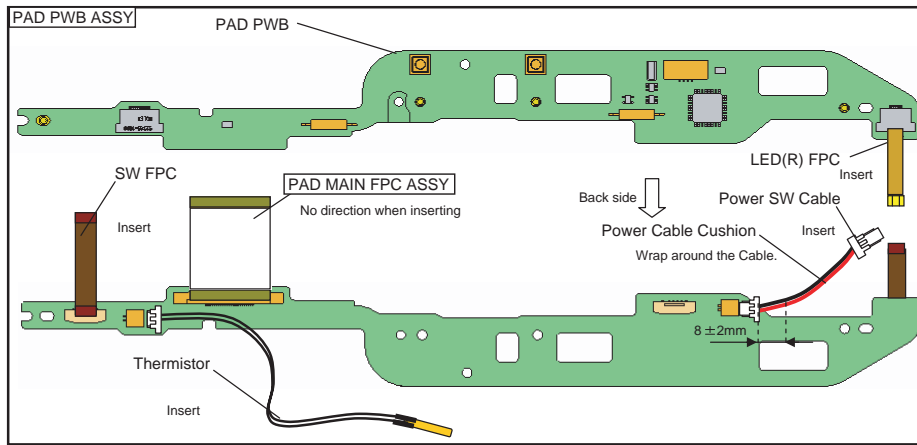 PAD PWB ASSY
PAD PWB
LED(R) FPC
Insert
SW FPC
Insert
PAD MAIN FPC ASSY
No direction when inserting
Back side
Power SW Cable
Insert
Power Cable Cushion
Wrap around the Cable.
8 ±2mm
Thermistor
Insert